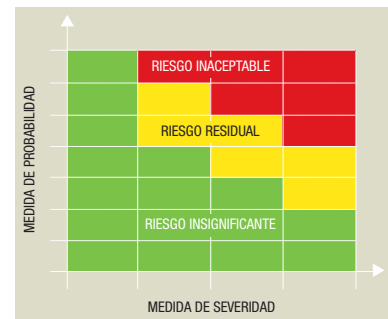 RIESGO INACEPTABLE
RIESGO RESIDUAL
RIESGO INSIGNIFICANTE
MEDIDA DE PROBABILIDAD
MEDIDA DE SEVERIDAD